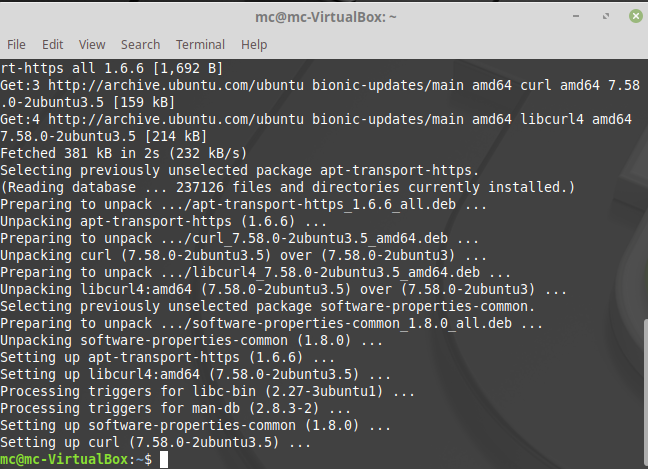 mc@mc-VirtualBox: ~
File Edit View Search Terminal Help
rt-https all 1.6.6 [1,692 B]
Get:3 http://archive.ubuntu.com/ubuntu bionic-updates/main amd64 curl amd64 7.58
.0-2ubuntu3.5 [159 kB]
Get:4 http://archive.ubuntu.com/ubuntu bionic-updates/main amd64 libcurl4 amd64
7.58.0-2ubuntu3.5 [214 kB]
Fetched 381 kB in 2s (232 kB/s)
Selecting previously unselected package apt-transport-https.
(Reading database ... 237126 files and directories currently installed.)
Preparing to unpack .../apt-transport-https_1.6.6_all.deb ...
Unpacking apt-transport-https (1.6.6) ...
Preparing to unpack .../curl_7.58.0-2ubuntu3.5_amd64.deb ...
Unpacking curl (7.58.0-2ubuntu3.5) over (7.58.0-2ubuntu3) ...
Preparing to unpack .../libcurl4_7.58.0-2ubuntu3.5_amd64.deb ...
Unpacking libcurl4:amd64 (7.58.0-2ubuntu3.5) over (7.58.0-2ubuntu3) ...
Selecting previously unselected package software-properties-common.
Preparing to unpack .../software-properties-common_1.8.0_all.deb ...
Unpacking software-properties-common (1.8.0) ...
Setting up apt-transport-https (1.6.6) ...
Setting up libcurl4:amd64 (7.58.0-2ubuntu3.5) ...
Processing triggers for libc-bin (2.27-3ubuntu1) ...
Processing triggers for man-db (2.8.3-2) ...
Setting up software-properties-common (1.8.0) ...
Setting up curl (7.58.0-2ubuntu3.5) ...
mc@mc-VirtualBox:~$